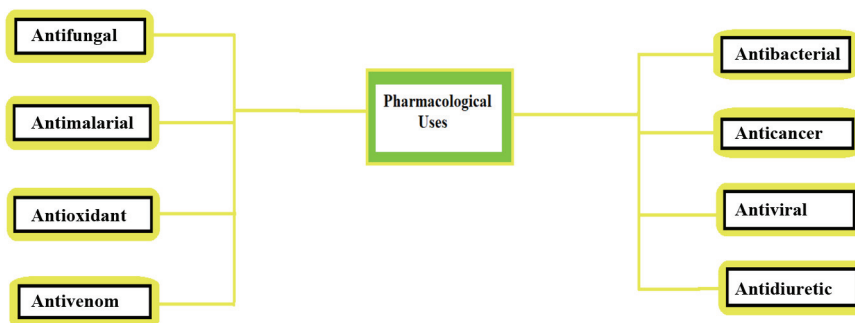 Antifungal
Antimalarial
Antioxidant
Antivenom
Pharmacological
Uses
Antibacterial
Anticancer
Antiviral
Antidiuretic